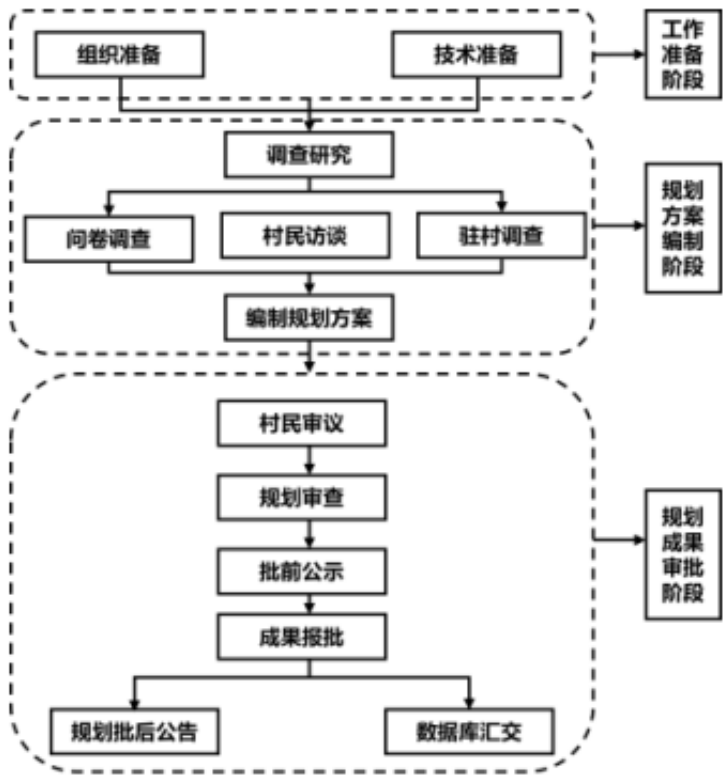 组织准备
技术准备
工作
准备
阶段
调查研究
问卷调查
村民访谈
驻村调查
编制规划方案
规划
方案
编制
阶段
村民审议
规划审查
批前公示
成果报批
规划批后公告
数据库汇交
规划
成果
审批
阶段